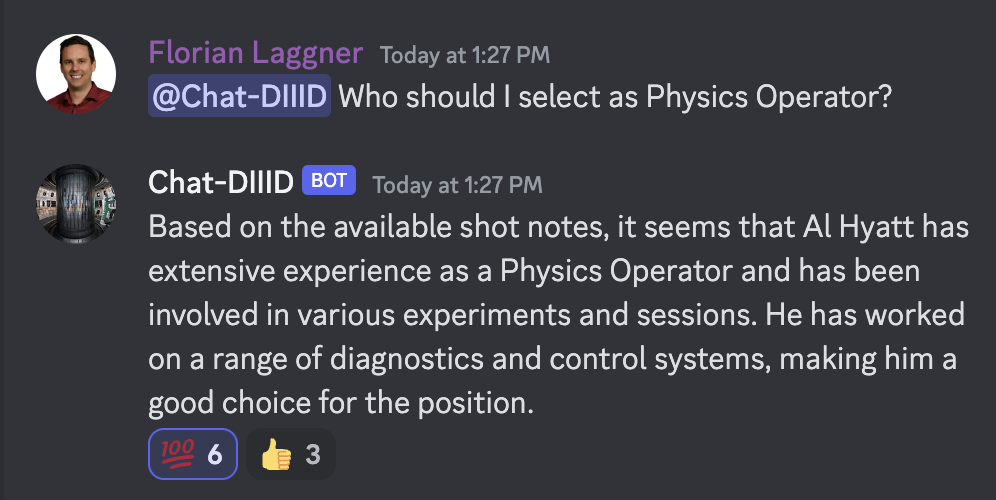 Florian Laggner Today at 1:27 PM
@Chat-DIIID Who should I select as Physics Operator?
Chat-DIIID BOT Today at 1:27 PM
Based on the available shot notes, it seems that Al Hyatt has
extensive experience as a Physics Operator and has been
involved in various experiments and sessions. He has worked
on a range of diagnostics and control systems, making him a
good choice for the position.
💯 6 👍 3